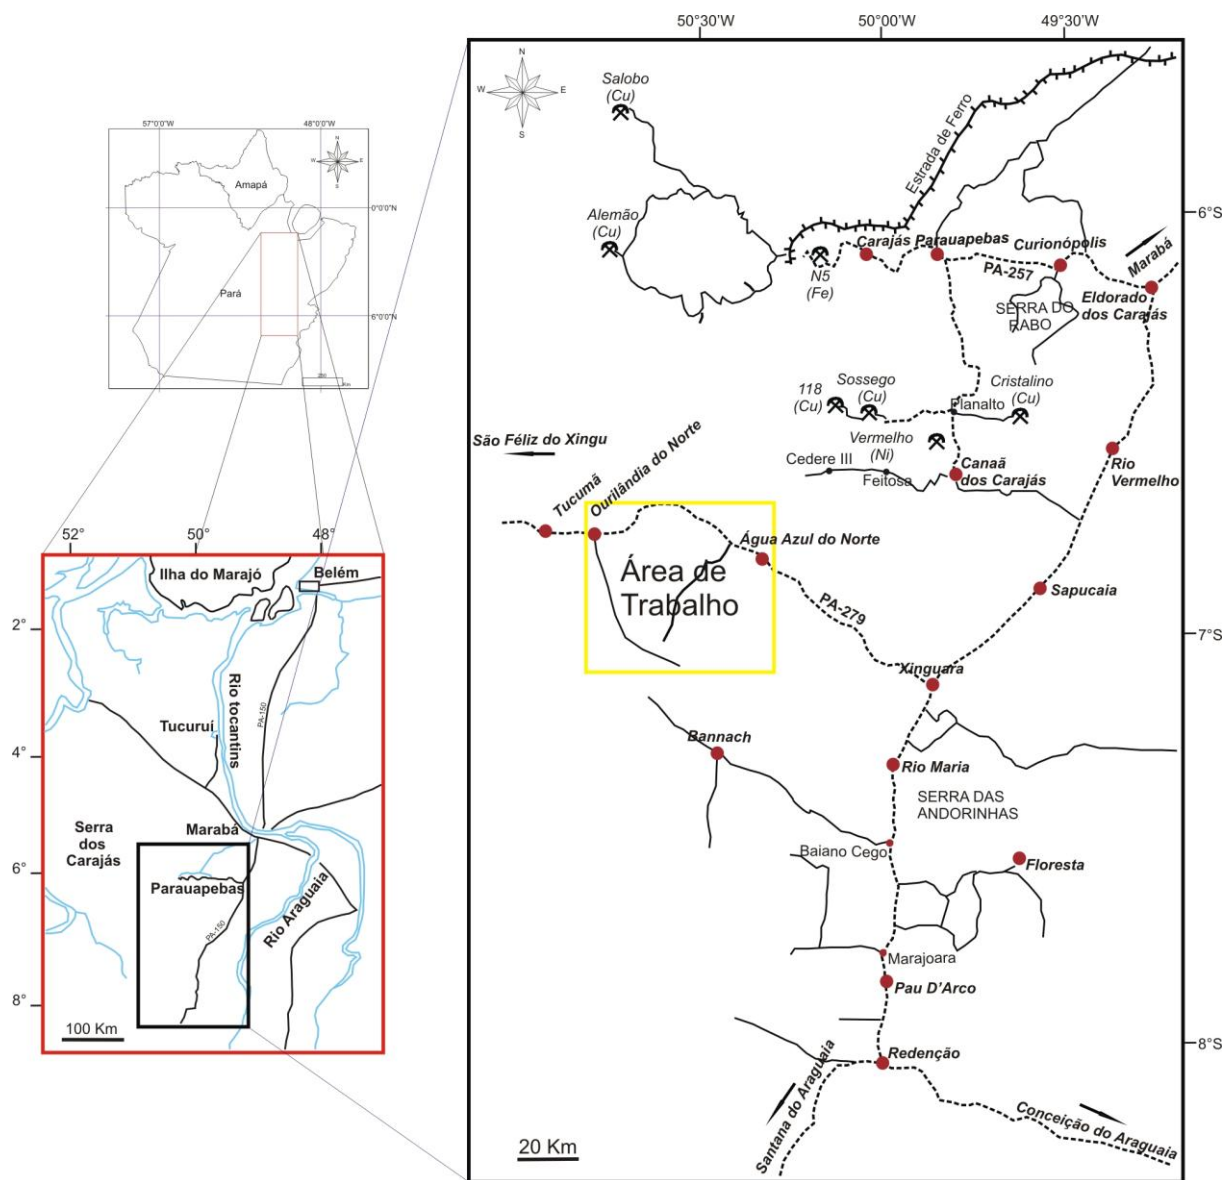 50°30'W
50°00'W
49°30'W
N
W
E
S
Salobo
(Cu)
Estrada de Ferro
57°0'0"W
48°0'0"W
Amapá
0°0'0"N
Pará
6°0'0"N
Km
6°S
Alemão
(Cu)
Carajás
Parauapebas
Curionópolis
Marabá
N5
(Fe)
PA-257
Eldorado
dos Carajás
SERRA DO
RABO
118
(Cu)
Sossego
(Cu)
Cristalino
(Cu)
Planalto
Vermelho
(Ni)
São Féliz do Xingu
Tucumã
Ourilândia do Norte
Cedere III
Feitosa
Canaã
dos Carajás
Rio
Vermelho
Água Azul do Norte
Área de
Trabalho
Sapucaia
PA-279
7°S
Xinguara
Bannach
Rio Maria
SERRA DAS
ANDORINHAS
Baiano Cego
Floresta
Marajoara
Pau D'Arco
Redenção
8°S
Santana do Araguaia
Conceição do Araguaia
20 Km
52°
50°
48°
Ilha do Marajó
Belém
2°
Rio tocantins
PA-150
Tucuruí
4°
Marabá
Serra
dos
Carajás
6°
Parauapebas
PA-150
Rio Araguaia
8°
100 Km